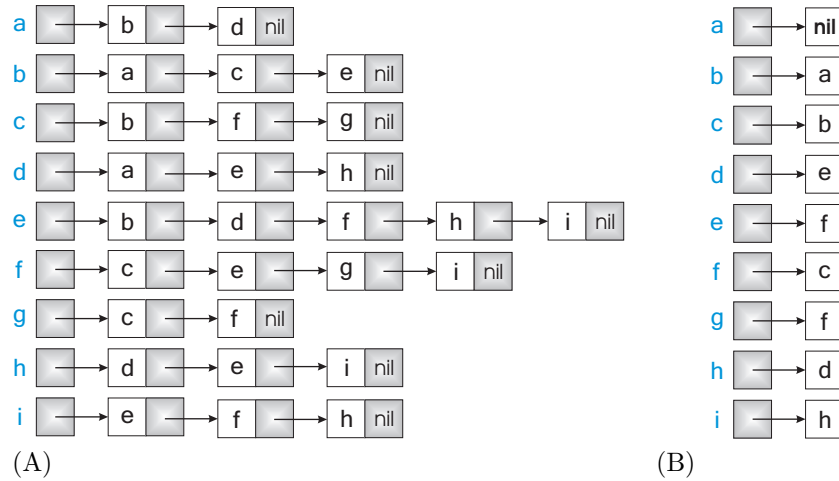 a b d nil a nil
b a c e nil b a
c b f g nil c b
d a e h nil d e
e b d f h i nil e f
f c e g i nil f c
g c f nil g f
h d e i nil h d
i e f h nil i h
(A) (B)